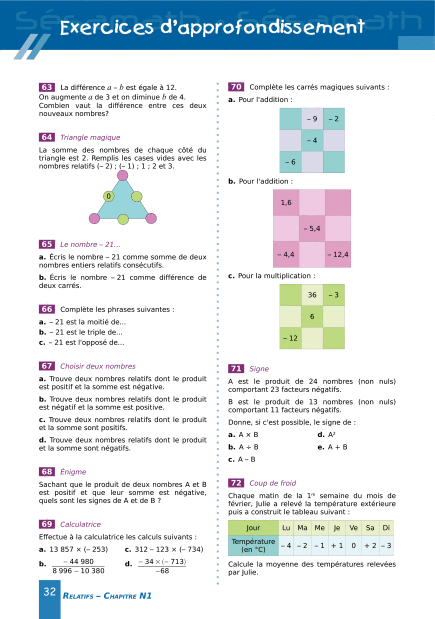 Exercices d'approfondissement
63 La différence a – b est égale à 12.
On augmente a de 3 et on diminue b de 4.
Combien vaut la différence entre ces deux
nouveaux nombres?
64 Triangle magique
La somme des nombres de chaque côté du
triangle est 2. Remplis les cases vides avec les
nombres relatifs (– 2) ; (– 1) ; 1 ; 2 et 3.
0
65 Le nombre – 21...
a. Écris le nombre – 21 comme somme de deux
nombres entiers relatifs consécutifs.
b. Écris le nombre – 21 comme différence de
deux carrés.
66 Complète les phrases suivantes :
a. – 21 est la moitié de...
b. – 21 est le triple de...
c. – 21 est l'opposé de...
67 Choisir deux nombres
a. Trouve deux nombres relatifs dont le produit
est positif et la somme est négative.
b. Trouve deux nombres relatifs dont le produit
est négatif et la somme est positive.
c. Trouve deux nombres relatifs dont le produit
et la somme sont positifs.
d. Trouve deux nombres relatifs dont le produit
et la somme sont négatifs.
68 Énigme
Sachant que le produit de deux nombres A et B
est positif et que leur somme est négative,
quels sont les signes de A et de B ?
69 Calculatrice
Effectue à la calculatrice les calculs suivants :
a. 13 857 × (– 253) c. 312 – 123 × (– 734)
b. – 44 980 / 8 996 – 10 380 d. – 34 × (– 713) / –68
32 Relatifs – Chapitre N1
70 Complète les carrés magiques suivants :
a. Pour l'addition :
– 9 – 2
– 4
– 6
b. Pour l'addition :
1,6
– 5,4
– 4,4 – 12,4
c. Pour la multiplication :
36 – 3
6
– 12
71 Signe
A est le produit de 24 nombres (non nuls)
comportant 23 facteurs négatifs.
B est le produit de 13 nombres (non nuls)
comportant 11 facteurs négatifs.
Donne, si c'est possible, le signe de :
a. A × B d. A²
b. A ÷ B e. A + B
c. A – B
72 Coup de froid
Chaque matin de la 1re semaine du mois de
février, Julie a relevé la température extérieure
puis a construit le tableau suivant :
Jour Lu Ma Me Je Ve Sa Di
Température (en °C) – 4 – 2 – 1 + 1 0 + 2 – 3
Calcule la moyenne des températures relevées
par Julie.